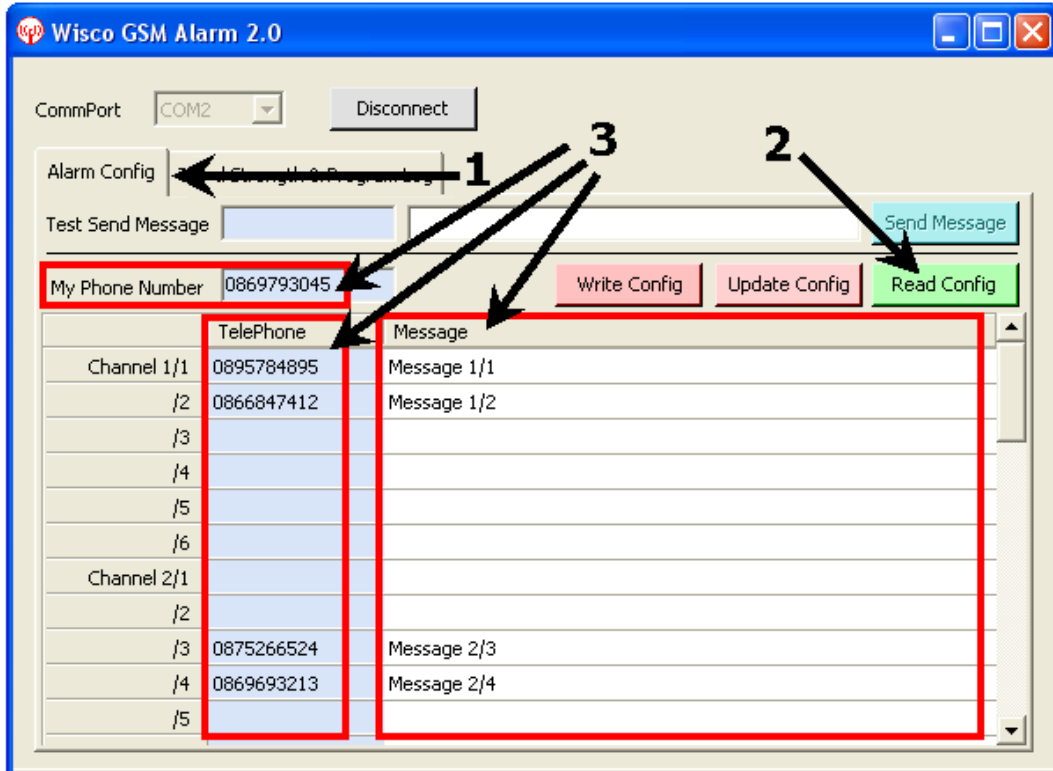 Wisco GSM Alarm 2.0
CommPort COM2 Disconnect
3 2
Alarm Config Strength & Program Log 1
Test Send Message Send Message
My Phone Number 0869793045 Write Config Update Config Read Config
TelePhone Message
Channel 1/1 0895784895 Message 1/1
/2 0866847412 Message 1/2
/3
/4
/5
/6
Channel 2/1
/2
/3 0875266524 Message 2/3
/4 0869693213 Message 2/4
/5